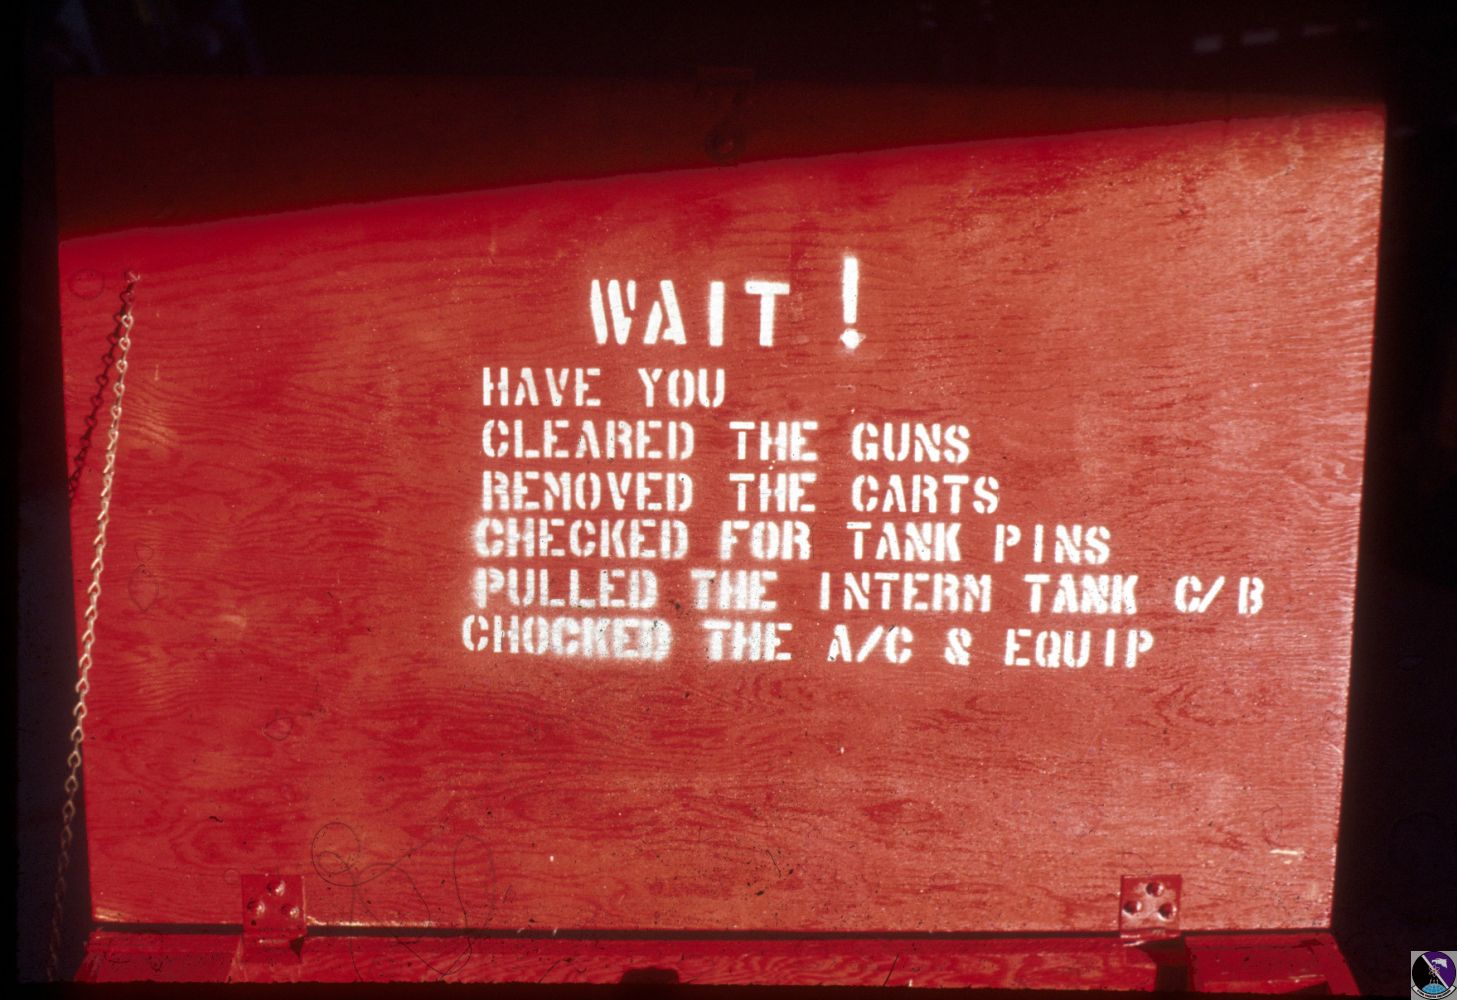 WAIT!
HAVE YOU
CLEARED THE GUNS
REMOVED THE CARTS
CHECKED FOR TANK PINS
PULLED THE INTERN TANK C/B
CHOCKED THE A/C & EQUIP